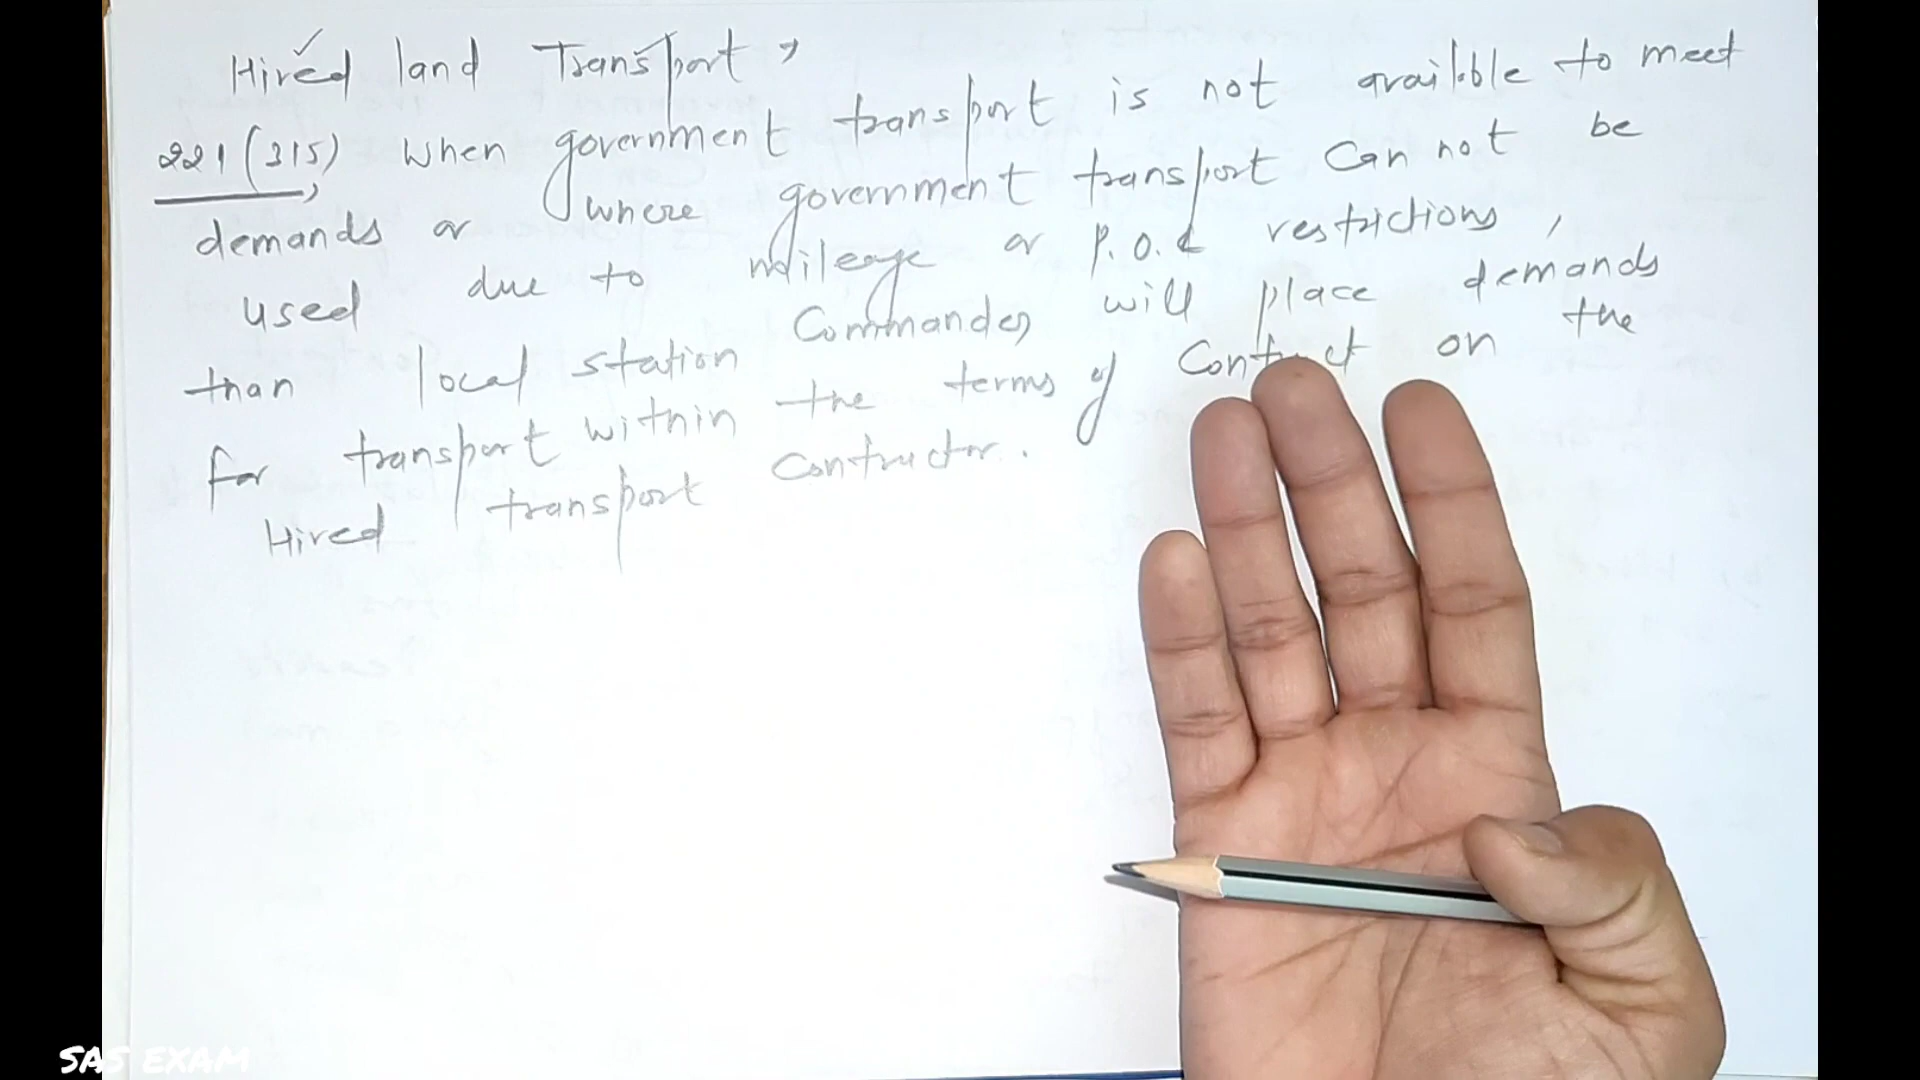 Hired land Transport,
221 (315), when government transport is not available to meet
demands or where government transport can not be
used due to mileage or P.O.L restrictions,
than local station Commander will place demands
for transport within the terms of Contract on the
Hired transport contructor.
SAS EXAM